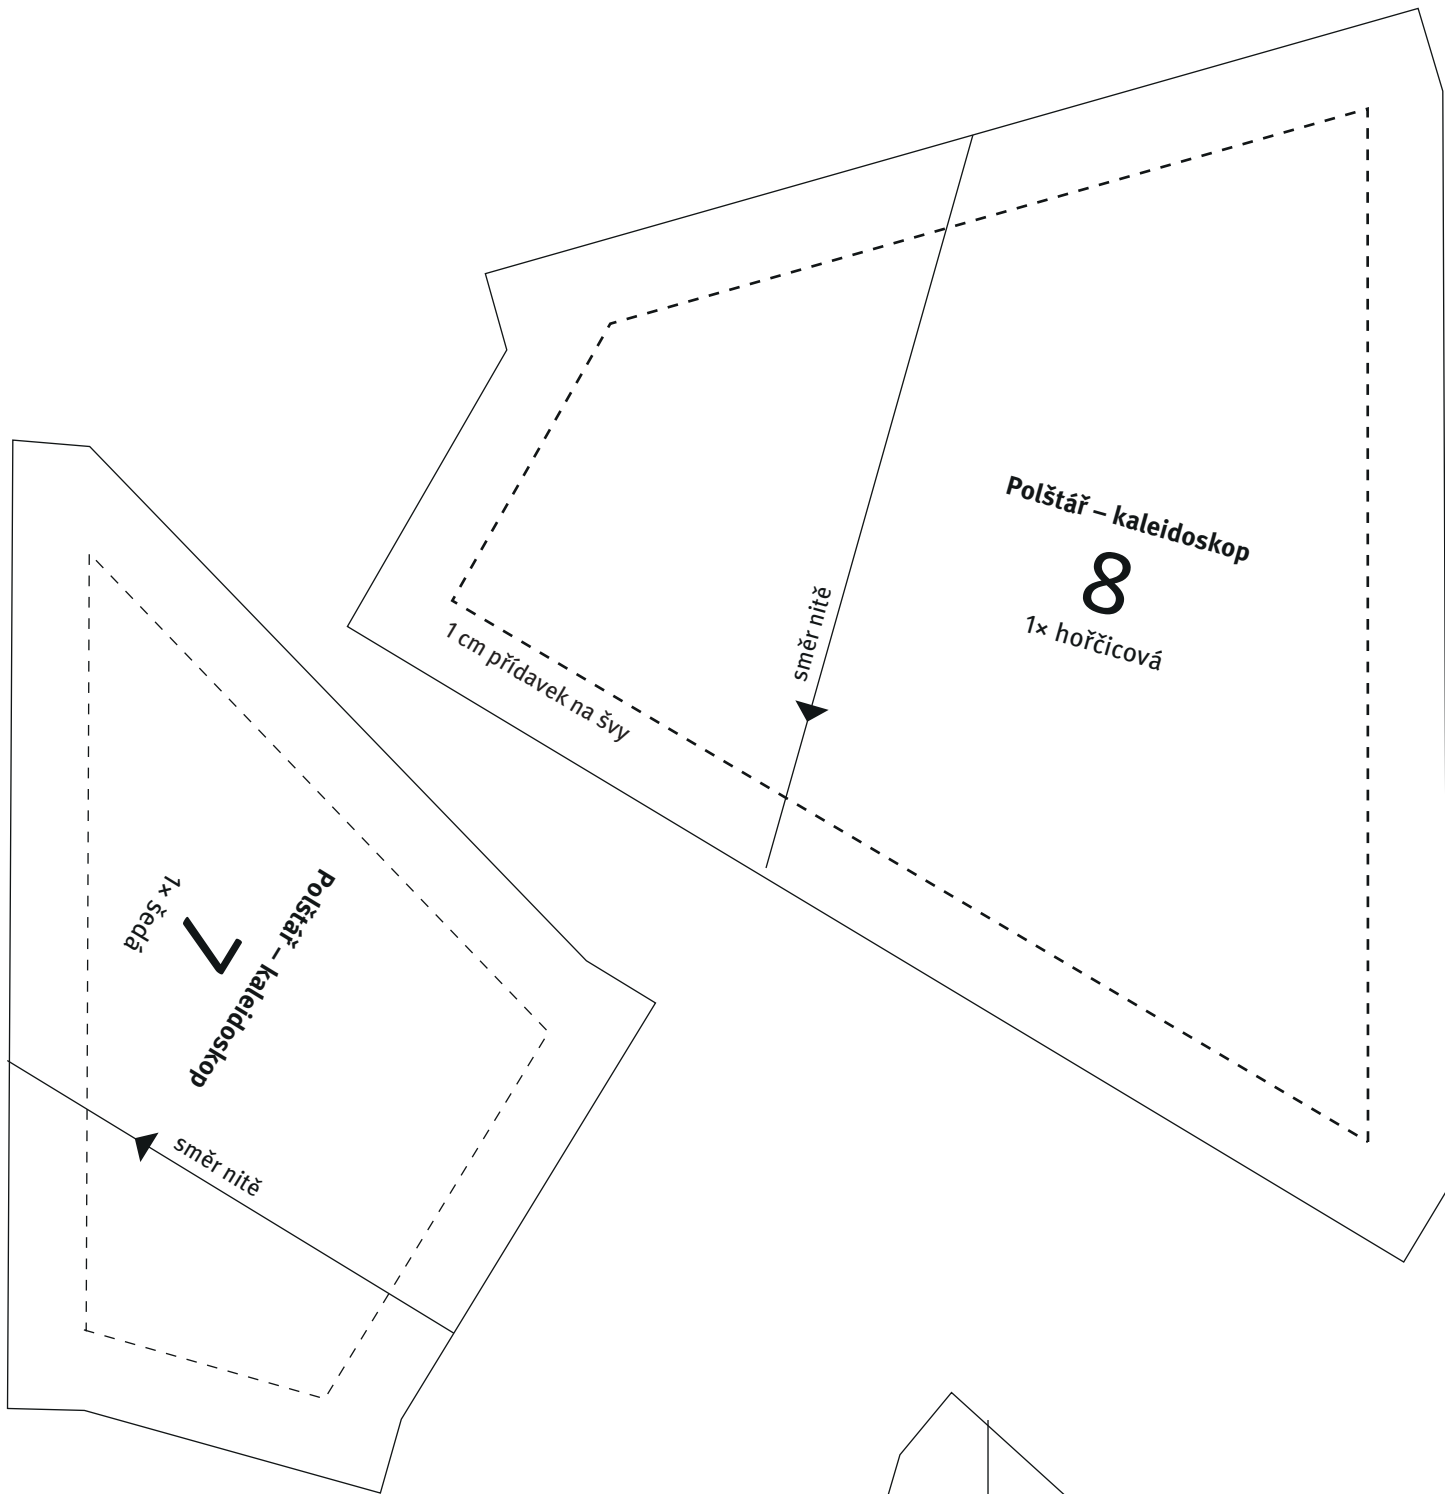 Polštář – kaleidoskop
8
1× hořčicová
směr nitě
1 cm přídavek na švy
Polštář – kaleidoskop
7
1× šedá
směr nitě